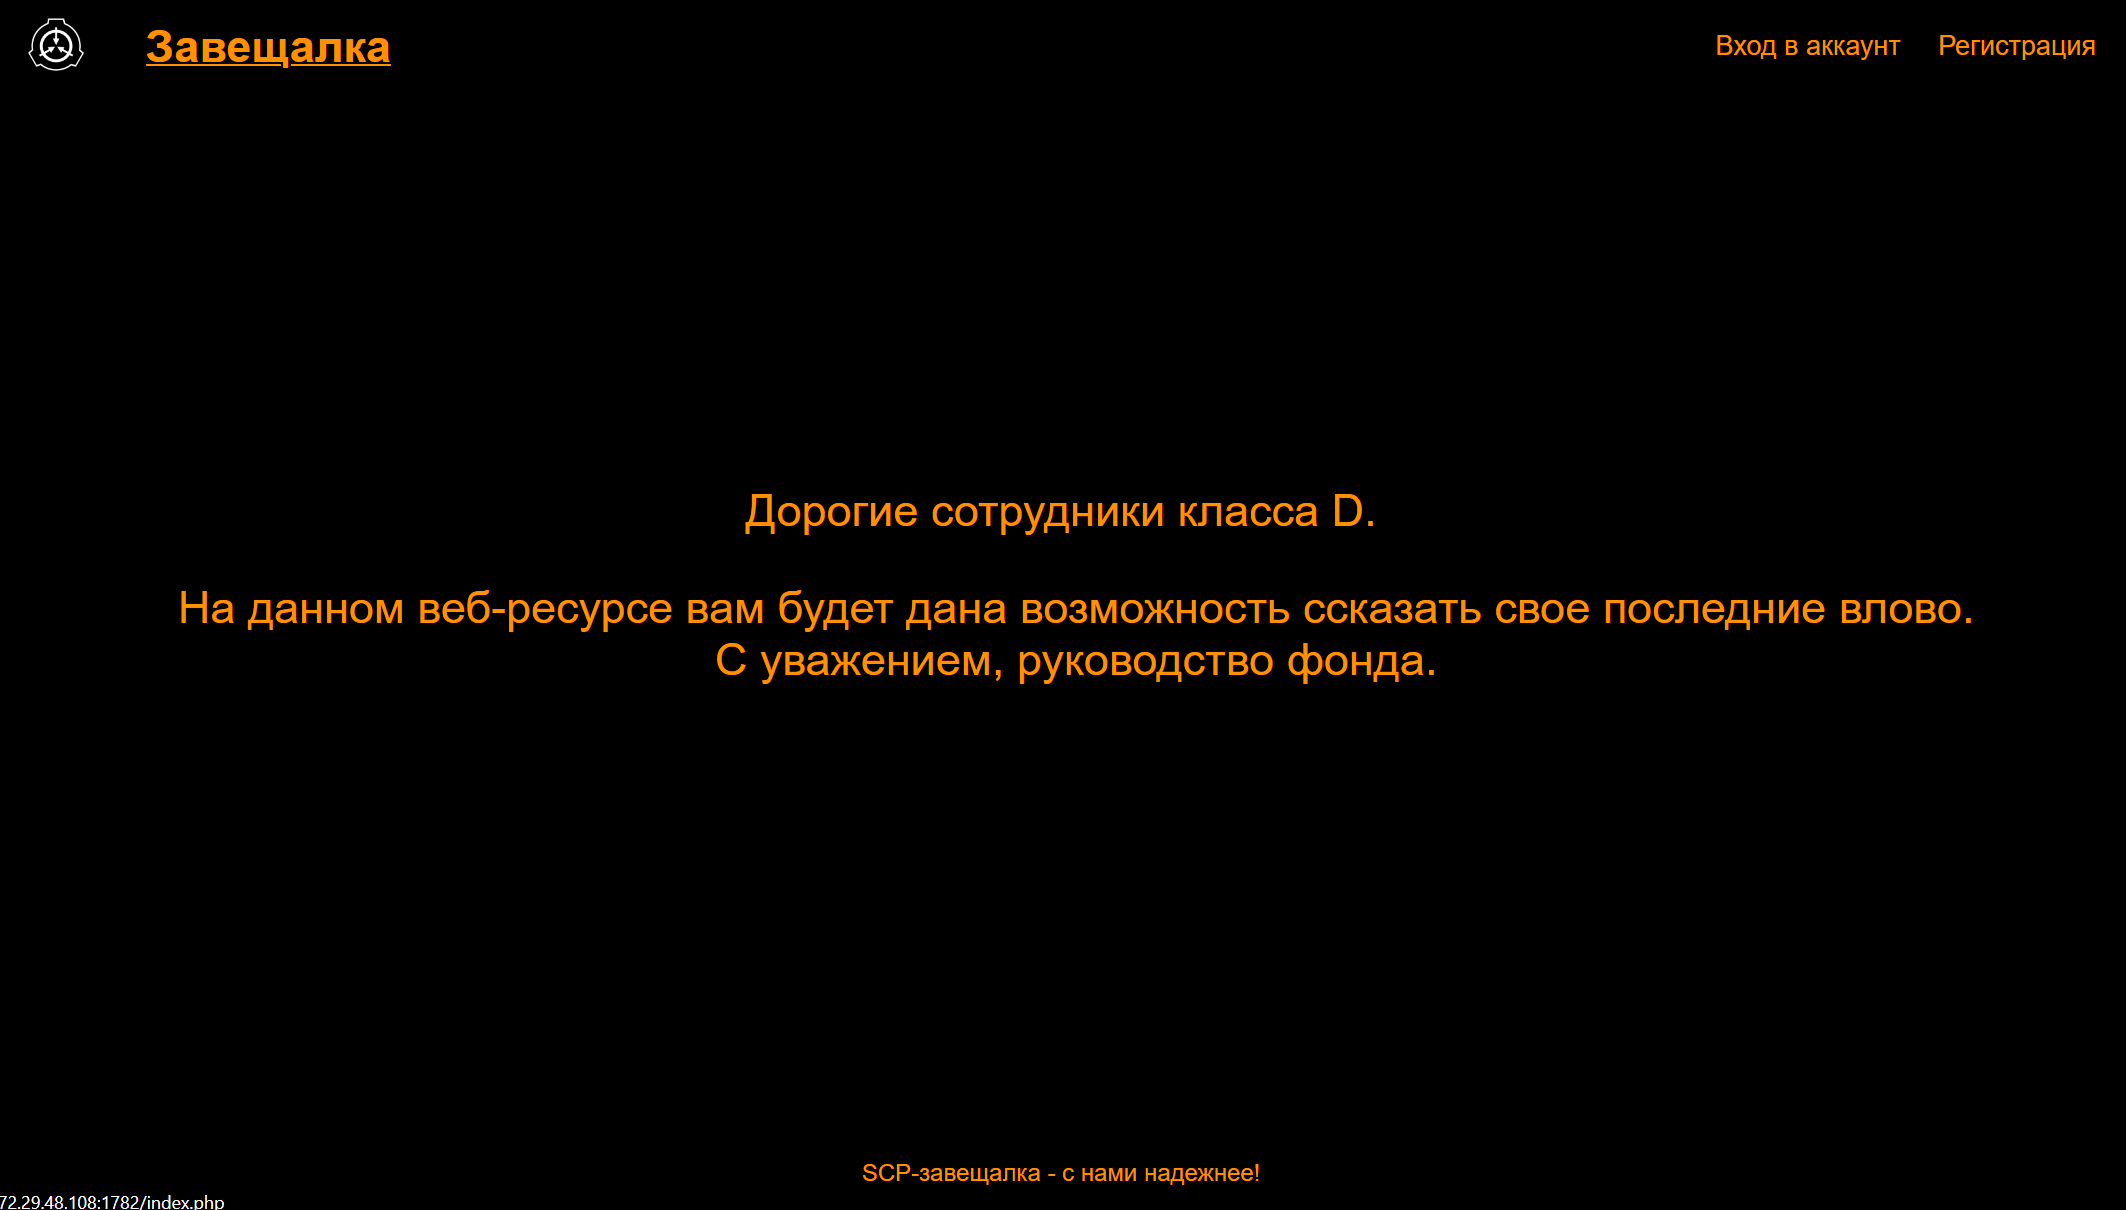 Завещалка
Вход в аккаунт
Регистрация
Дорогие сотрудники класса D.
На данном веб-ресурсе вам будет дана возможность ссказать свое последние влово.
С уважением, руководство фонда.
SCP-завещалка - с нами надежнее!
72.29.48.108:1782/index.php